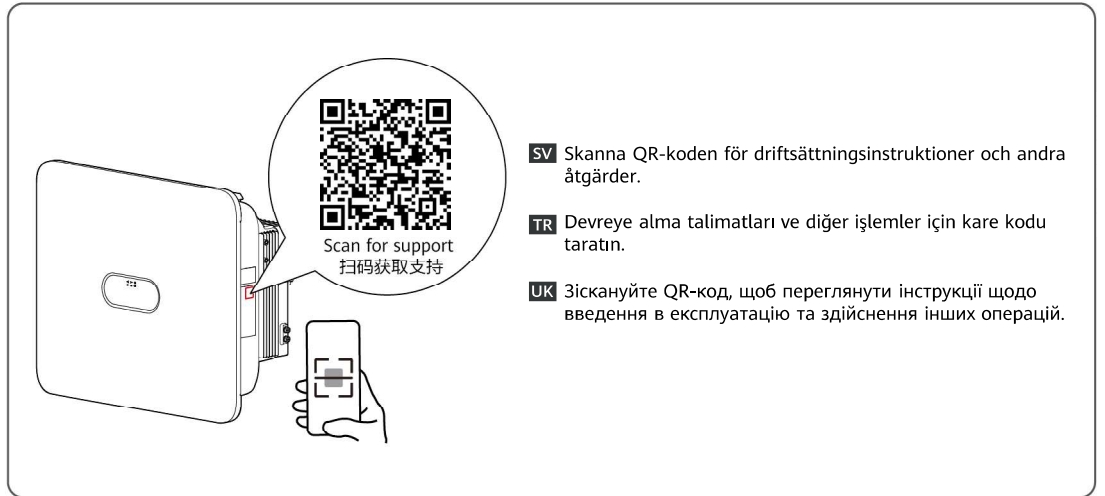 Scan for support
扫码获取支持
SV Skanna QR-koden för driftsättningsinstruktioner och andra
åtgärder.
TR Devreye alma talimatları ve diğer işlemler için kare kodu
taratın.
UK Зіскануйте QR-код, щоб переглянути інструкції щодо
введення в експлуатацію та здійснення інших операцій.